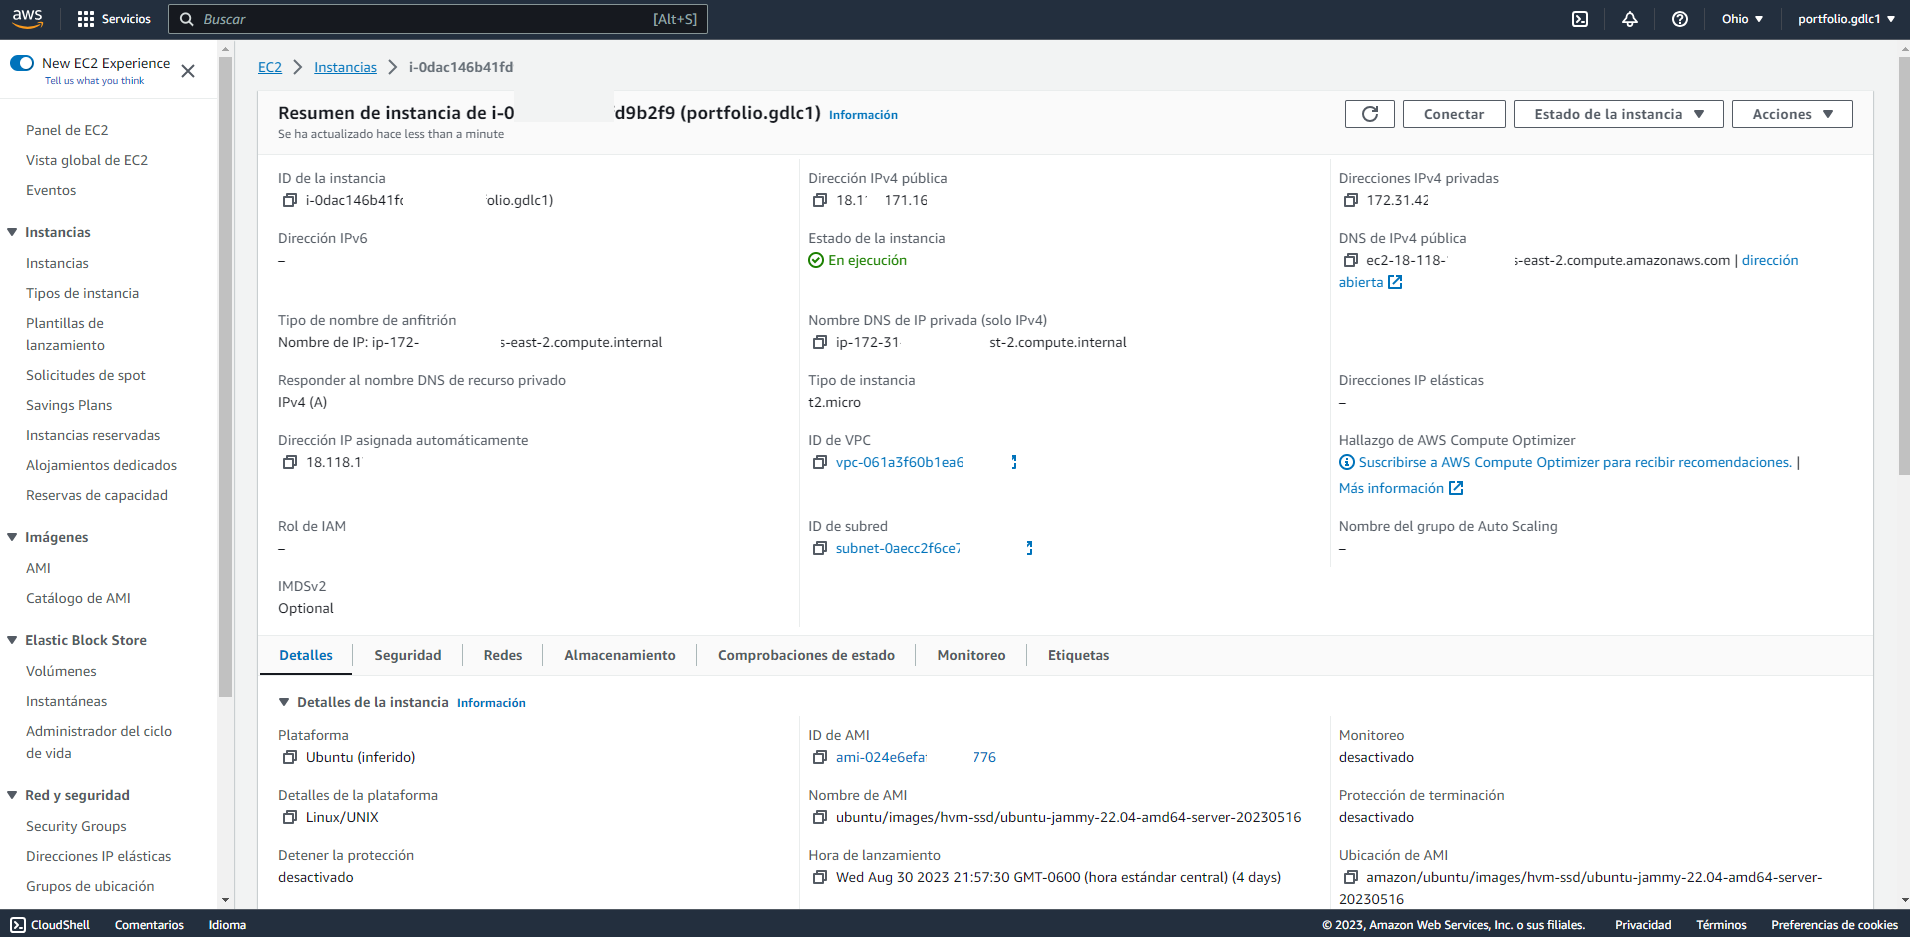 aws
Servicios
Buscar
[Alt+S]
Ohio
portfolio.gdlc1
New EC2 Experience
Tell us what you think
Panel de EC2
Vista global de EC2
Eventos
Instancias
Instancias
Tipos de instancia
Plantillas de
lanzamiento
Solicitudes de spot
Savings Plans
Instancias reservadas
Alojamientos dedicados
Reservas de capacidad
Imágenes
AMI
Catálogo de AMI
Elastic Block Store
Volúmenes
Instantáneas
Administrador del ciclo
de vida
Red y seguridad
Security Groups
Direcciones IP elásticas
Grupos de ubicación
EC2
Instancias
i-0dac146b41fd
Resumen de instancia de i-0 d9b2f9 (portfolio.gdlc1) Información
Se ha actualizado hace less than a minute
Conectar
Estado de la instancia
Acciones
ID de la instancia
i-0dac146b41f olio.gdlc1)
Dirección IPv4 pública
18.1 171.16
Direcciones IPv4 privadas
172.31.42
Dirección IPv6
–
Estado de la instancia
En ejecución
DNS de IPv4 pública
ec2-18-118- s-east-2.compute.amazonaws.com | dirección
abierta
Tipo de nombre de anfitrión
Nombre de IP: ip-172- s-east-2.compute.internal
Nombre DNS de IP privada (solo IPv4)
ip-172-31 st-2.compute.internal
Responder al nombre DNS de recurso privado
IPv4 (A)
Tipo de instancia
t2.micro
Direcciones IP elásticas
–
Dirección IP asignada automáticamente
18.118.1
ID de VPC
vpc-061a3f60b1ea6
Hallazgo de AWS Compute Optimizer
Suscribirse a AWS Compute Optimizer para recibir recomendaciones. |
Más información
Rol de IAM
–
ID de subred
subnet-0aecc2f6ce7
Nombre del grupo de Auto Scaling
–
IMDSv2
Optional
Detalles
Seguridad
Redes
Almacenamiento
Comprobaciones de estado
Monitoreo
Etiquetas
Detalles de la instancia Información
Plataforma
Ubuntu (inferido)
ID de AMI
ami-024e6efa 776
Monitoreo
desactivado
Detalles de la plataforma
Linux/UNIX
Nombre de AMI
ubuntu/images/hvm-ssd/ubuntu-jammy-22.04-amd64-server-20230516
Protección de terminación
desactivado
Detener la protección
desactivado
Hora de lanzamiento
Wed Aug 30 2023 21:57:30 GMT-0600 (hora estándar central) (4 days)
Ubicación de AMI
amazon/ubuntu/images/hvm-ssd/ubuntu-jammy-22.04-amd64-server-
20230516
CloudShell
Comentarios
Idioma
© 2023, Amazon Web Services, Inc. o sus filiales.
Privacidad
Términos
Preferencias de cookies